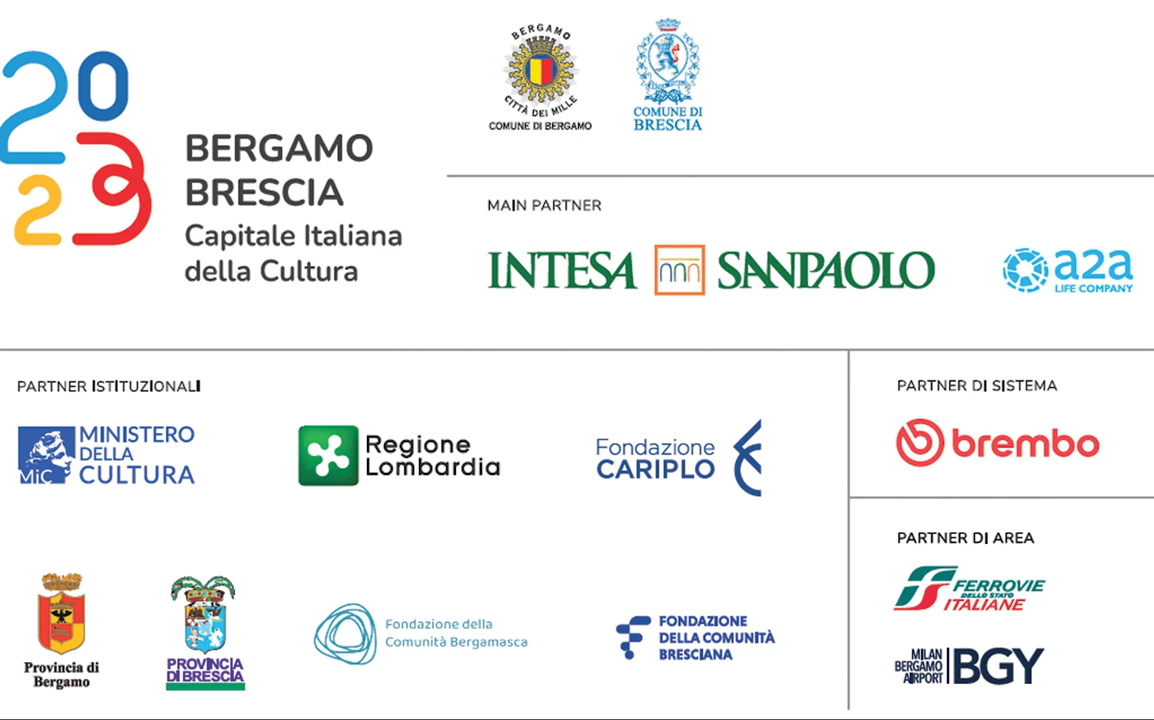 2023
BERGAMO
BRESCIA
Capitale Italiana
della Cultura
BERGAMO
CITTÀ DEI MILLE
COMUNE DI BERGAMO
COMUNE DI
BRESCIA
MAIN PARTNER
INTESA SANPAOLO
a2a
LIFE COMPANY
PARTNER ISTITUZIONALI
MiC
MINISTERO
DELLA
CULTURA
Regione
Lombardia
Fondazione
CARIPLO
Provincia di
Bergamo
PROVINCIA
DI BRESCIA
Fondazione della
Comunità Bergamasca
FONDAZIONE
DELLA COMUNITÀ
BRESCIANA
PARTNER DI SISTEMA
brembo
PARTNER DI AREA
FERROVIE
DELLO STATO
ITALIANE
MILAN
BERGAMO
AIRPORT
BGY